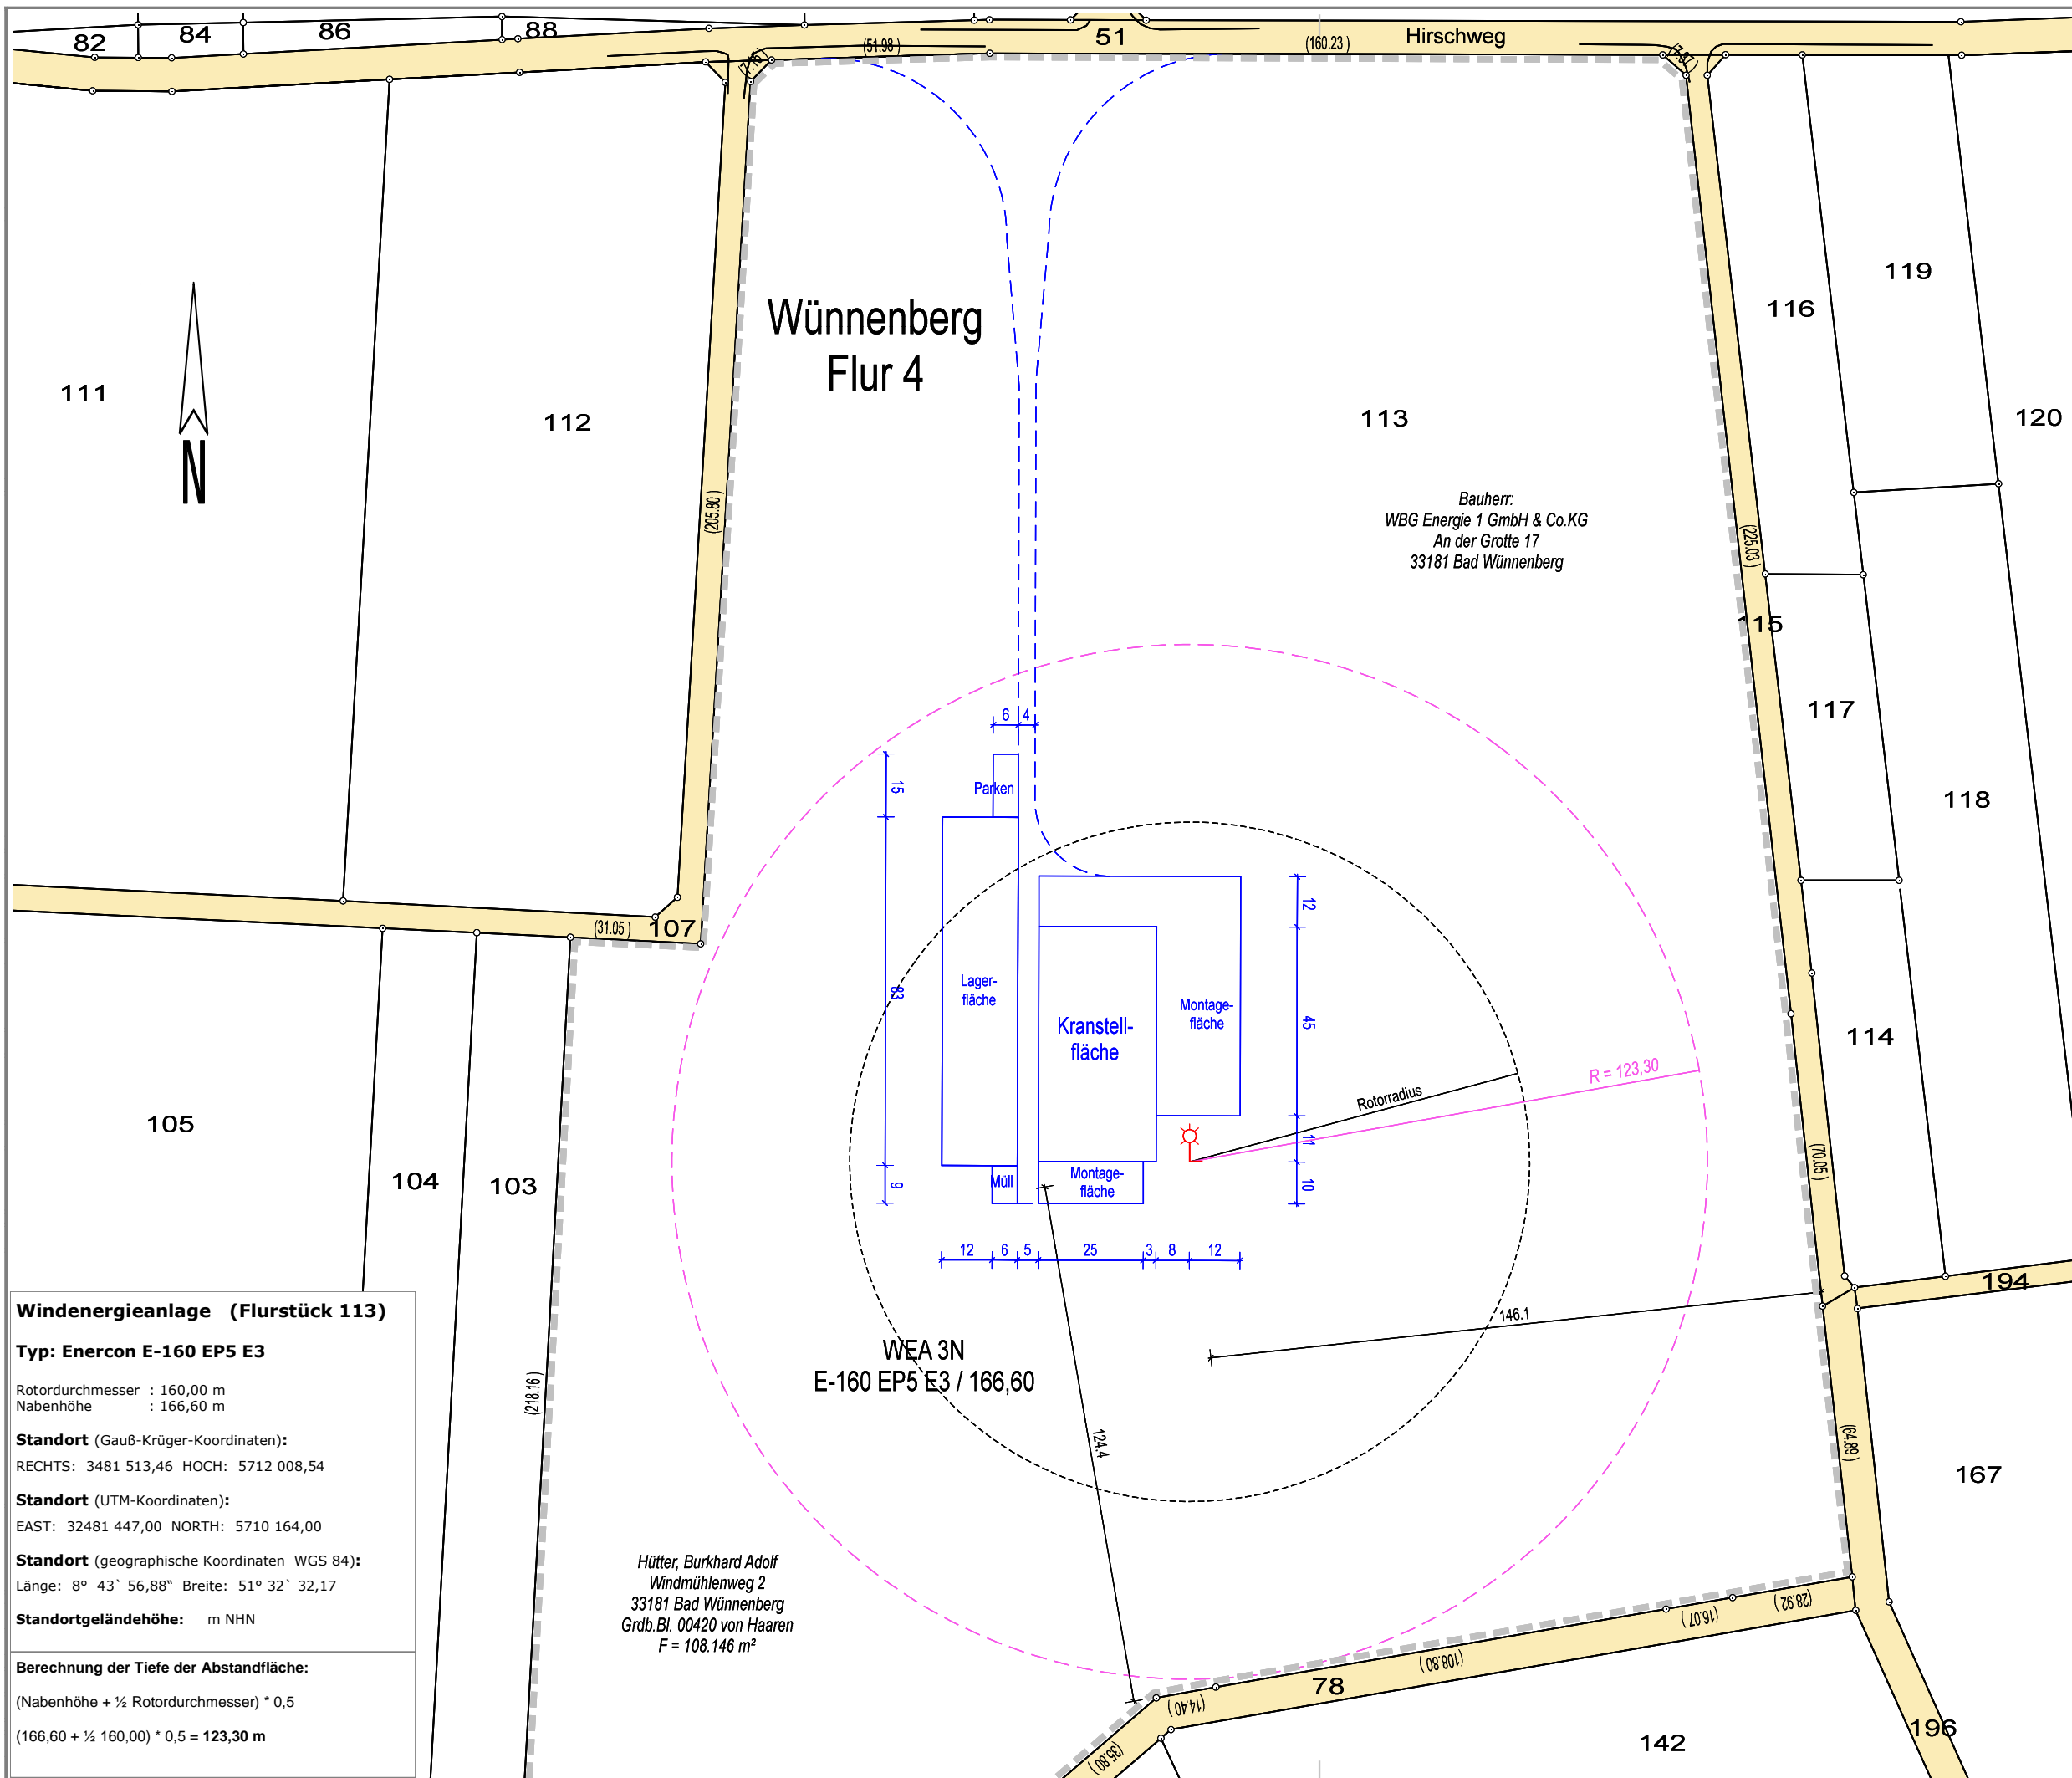 82
84
86
88
(51.98 )
51
(160.23)
Hirschweg
(7.16 )
(7.97 )
119
116
Wünnenberg
Flur 4
111
112
113
120
N
Bauherr:
WBG Energie 1 GmbH & Co.KG
An der Grotte 17
33181 Bad Wünnenberg
(205.80 )
(225.03 )
115
117
6
4
15
Parken
118
12
107
(31.05 )
83
Lager-
fläche
Montage-
fläche
Kranstell-
fläche
45
114
R = 123,30
Rotorradius
105
11
(70.05 )
104
103
Müll
Montage-
fläche
9
10
12
6
5
25
3
8
12
194
146.1
WEA 3N
E-160 EP5 E3 / 166,60
(218.16 )
124.4
(64.89 )
167
Windenergieanlage (Flurstück 113)
Typ: Enercon E-160 EP5 E3
Rotordurchmesser : 160,00 m
Nabenhöhe : 166,60 m
Standort (Gauß-Krüger-Koordinaten):
RECHTS: 3481 513,46 HOCH: 5712 008,54
Standort (UTM-Koordinaten):
EAST: 32481 447,00 NORTH: 5710 164,00
Standort (geographische Koordinaten WGS 84):
Länge: 8° 43` 56,88“ Breite: 51° 32` 32,17
Standortgeländehöhe: m NHN
Berechnung der Tiefe der Abstandfläche:
(Nabenhöhe + ½ Rotordurchmesser) * 0,5
(166,60 + ½ 160,00) * 0,5 = 123,30 m
Hütter, Burkhard Adolf
Windmühlenweg 2
33181 Bad Wünnenberg
Grdb.Bl. 00420 von Haaren
F = 108.146 m²
(28.92 )
(16.07 )
(108.80 )
78
(14.40 )
(35.80 )
142
196